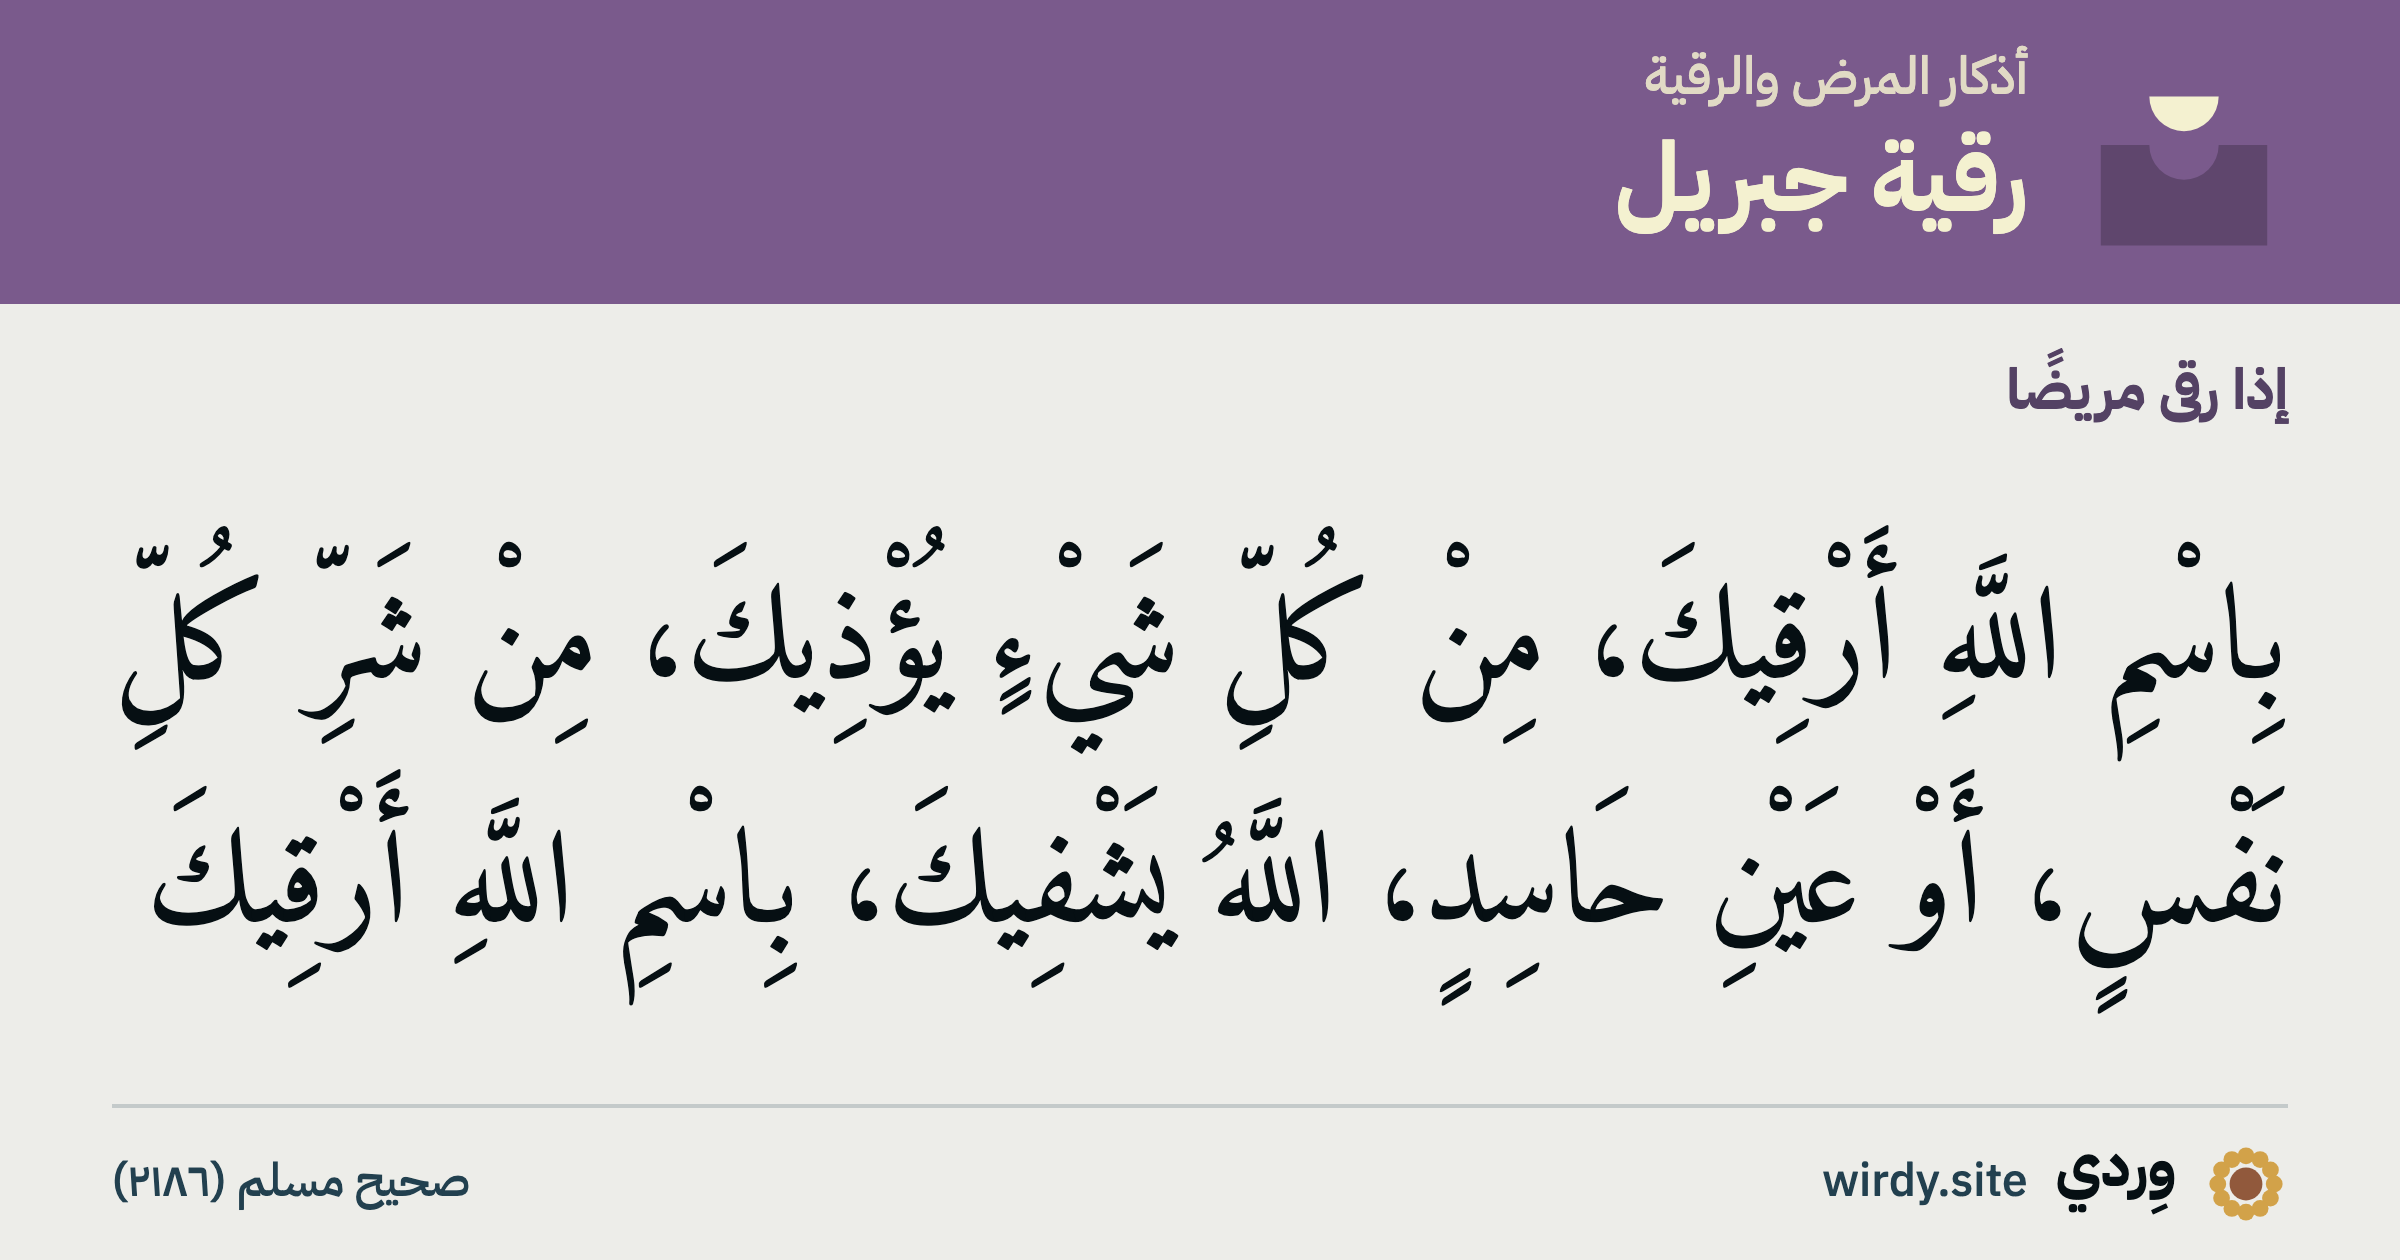 أذكار المرض والرقية
رقية جبريل
إذا رقى مريضًا
بِاسْمِ اللَّهِ أَرْقِيكَ، مِنْ كُلِّ شَيْءٍ يُؤْذِيكَ، مِنْ شَرِّ كُلِّ
نَفْسٍ، أَوْ عَيْنِ حَاسِدٍ، اللَّهُ يَشْفِيكَ، بِاسْمِ اللَّهِ أَرْقِيكَ
وِردي wirdy.site
صحيح مسلم (٢١٨٦)